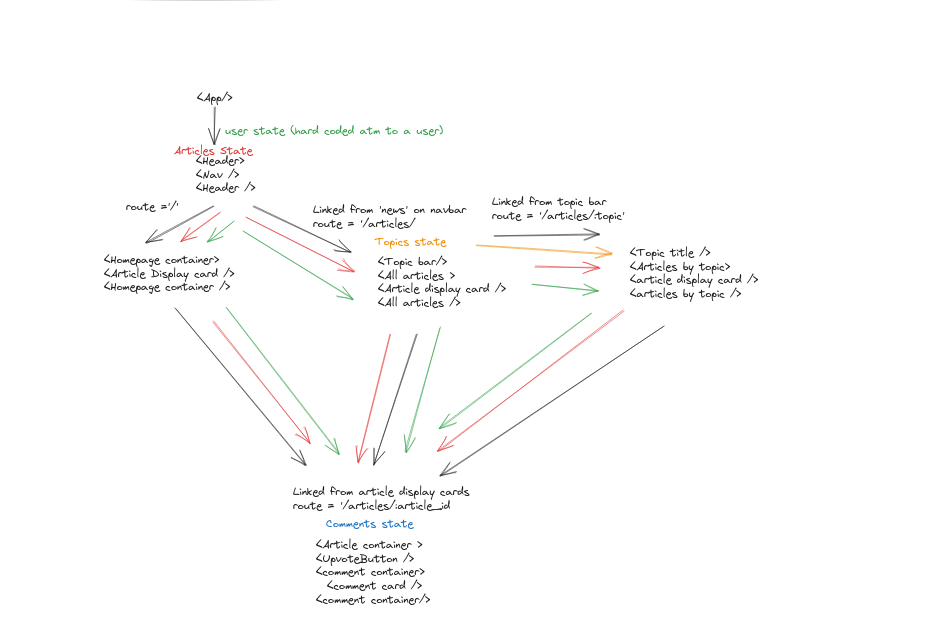 <App/>
user state (hard coded atm to a user)
Articles State
<Header>
<Nav />
<Header />
route ='/'
<Homepage container>
<Article Display card />
<Homepage container />
Linked from 'news' on navbar
route = '/articles/
Topics state
<Topic bar/>
<All articles >
<Article display card />
<All articles />
Linked from topic bar
route = '/articles/:topic'
<Topic title />
<Articles by topic>
<article display card />
<articles by topic />
Linked from article display cards
route = '/articles/:article_id
Comments state
<Article container >
<UpvoteButton />
<comment container>
<comment card />
<comment container/>